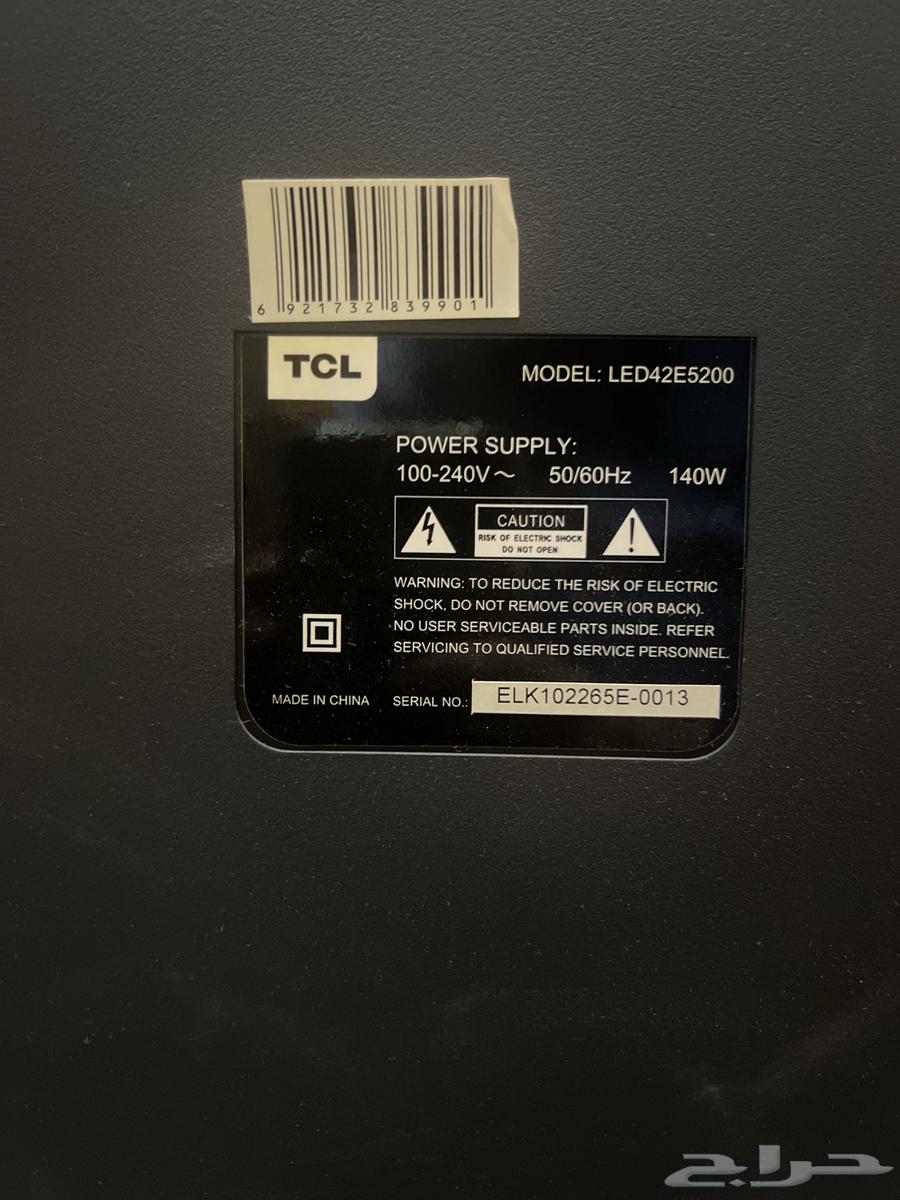 6 921732 839901
TCL
MODEL: LED42E5200
POWER SUPPLY:
100-240V～ 50/60Hz 140W
CAUTION
RISK OF ELECTRIC SHOCK
DO NOT OPEN
WARNING: TO REDUCE THE RISK OF ELECTRIC
SHOCK, DO NOT REMOVE COVER (OR BACK).
NO USER SERVICEABLE PARTS INSIDE. REFER
SERVICING TO QUALIFIED SERVICE PERSONNEL.
MADE IN CHINA SERIAL NO.: ELK102265E-0013
حراج